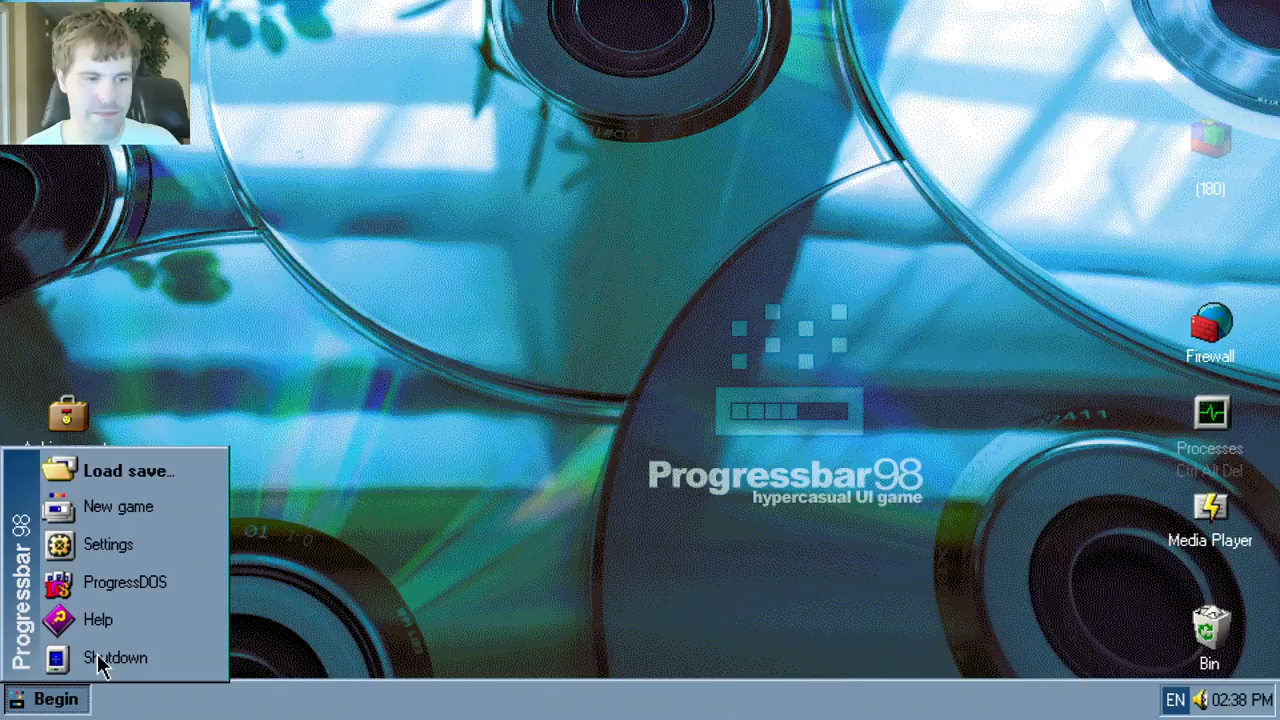 (180)
Firewall
Processes
Ctrl Alt Del
Media Player
Bin
Progressbar98
hypercasual UI game
Load save...
New game
Settings
ProgressDOS
Help
Shutdown
Progressbar 98
Begin
EN
02:38 PM